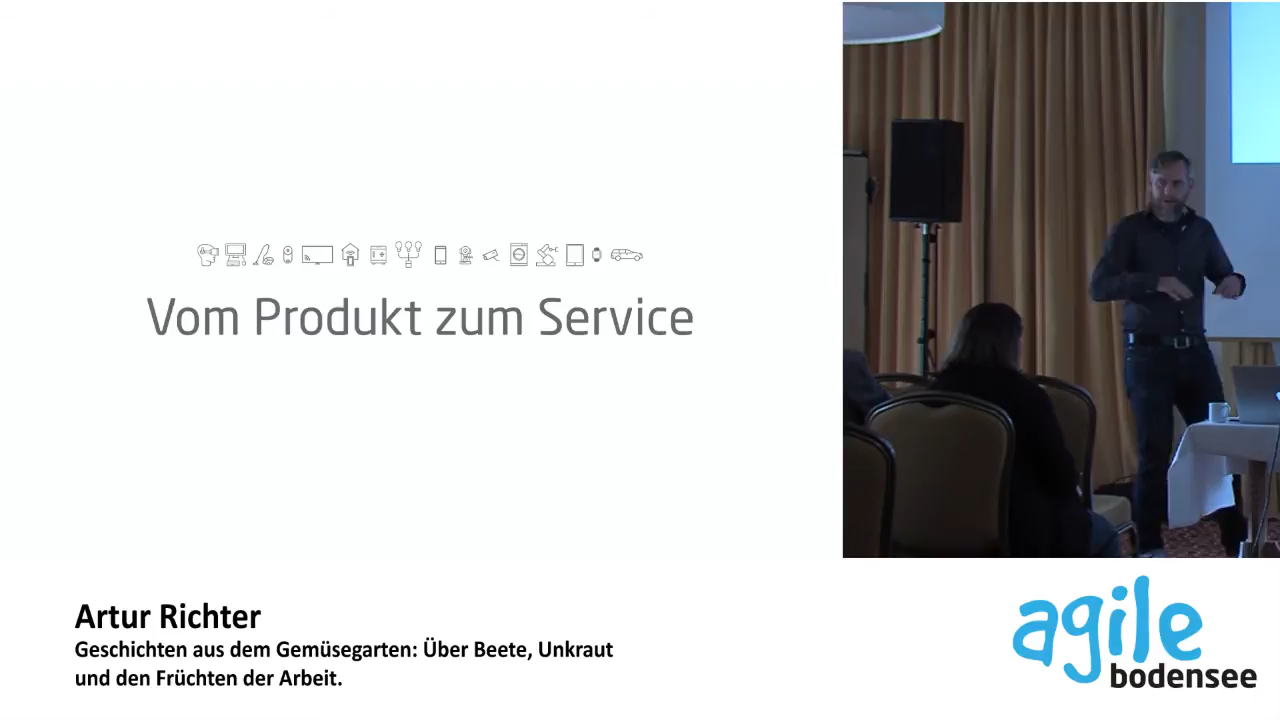 Vom Produkt zum Service
Artur Richter
Geschichten aus dem Gemüsegarten: Über Beete, Unkraut
und den Früchten der Arbeit.
agile
bodensee